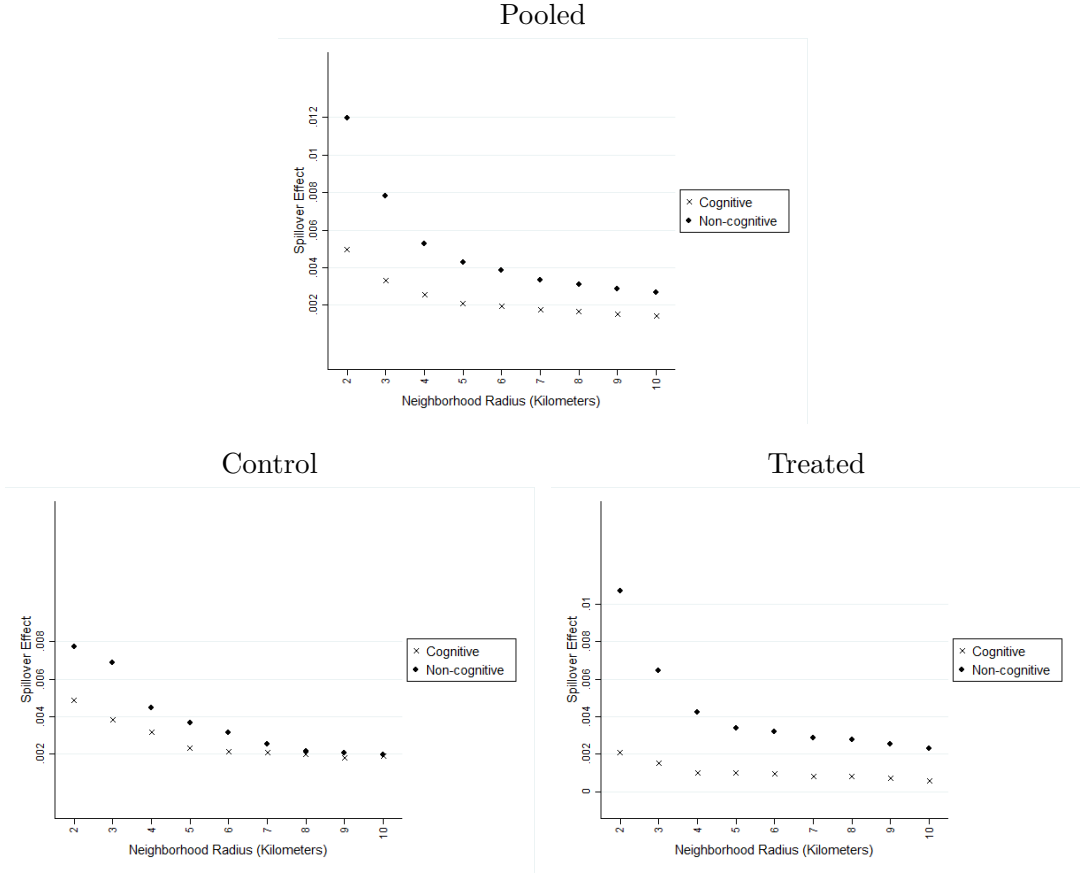 Pooled
Spillover Effect
.012
.01
.008
.006
.004
.002
2 3 4 5 6 7 8 9 10
Neighborhood Radius (Kilometers)
Cognitive
Non-cognitive
Control
Spillover Effect
.008
.006
.004
.002
2 3 4 5 6 7 8 9 10
Neighborhood Radius (Kilometers)
Cognitive
Non-cognitive
Treated
Spillover Effect
.01
.008
.006
.004
.002
0
2 3 4 5 6 7 8 9 10
Neighborhood Radius (Kilometers)
Cognitive
Non-cognitive